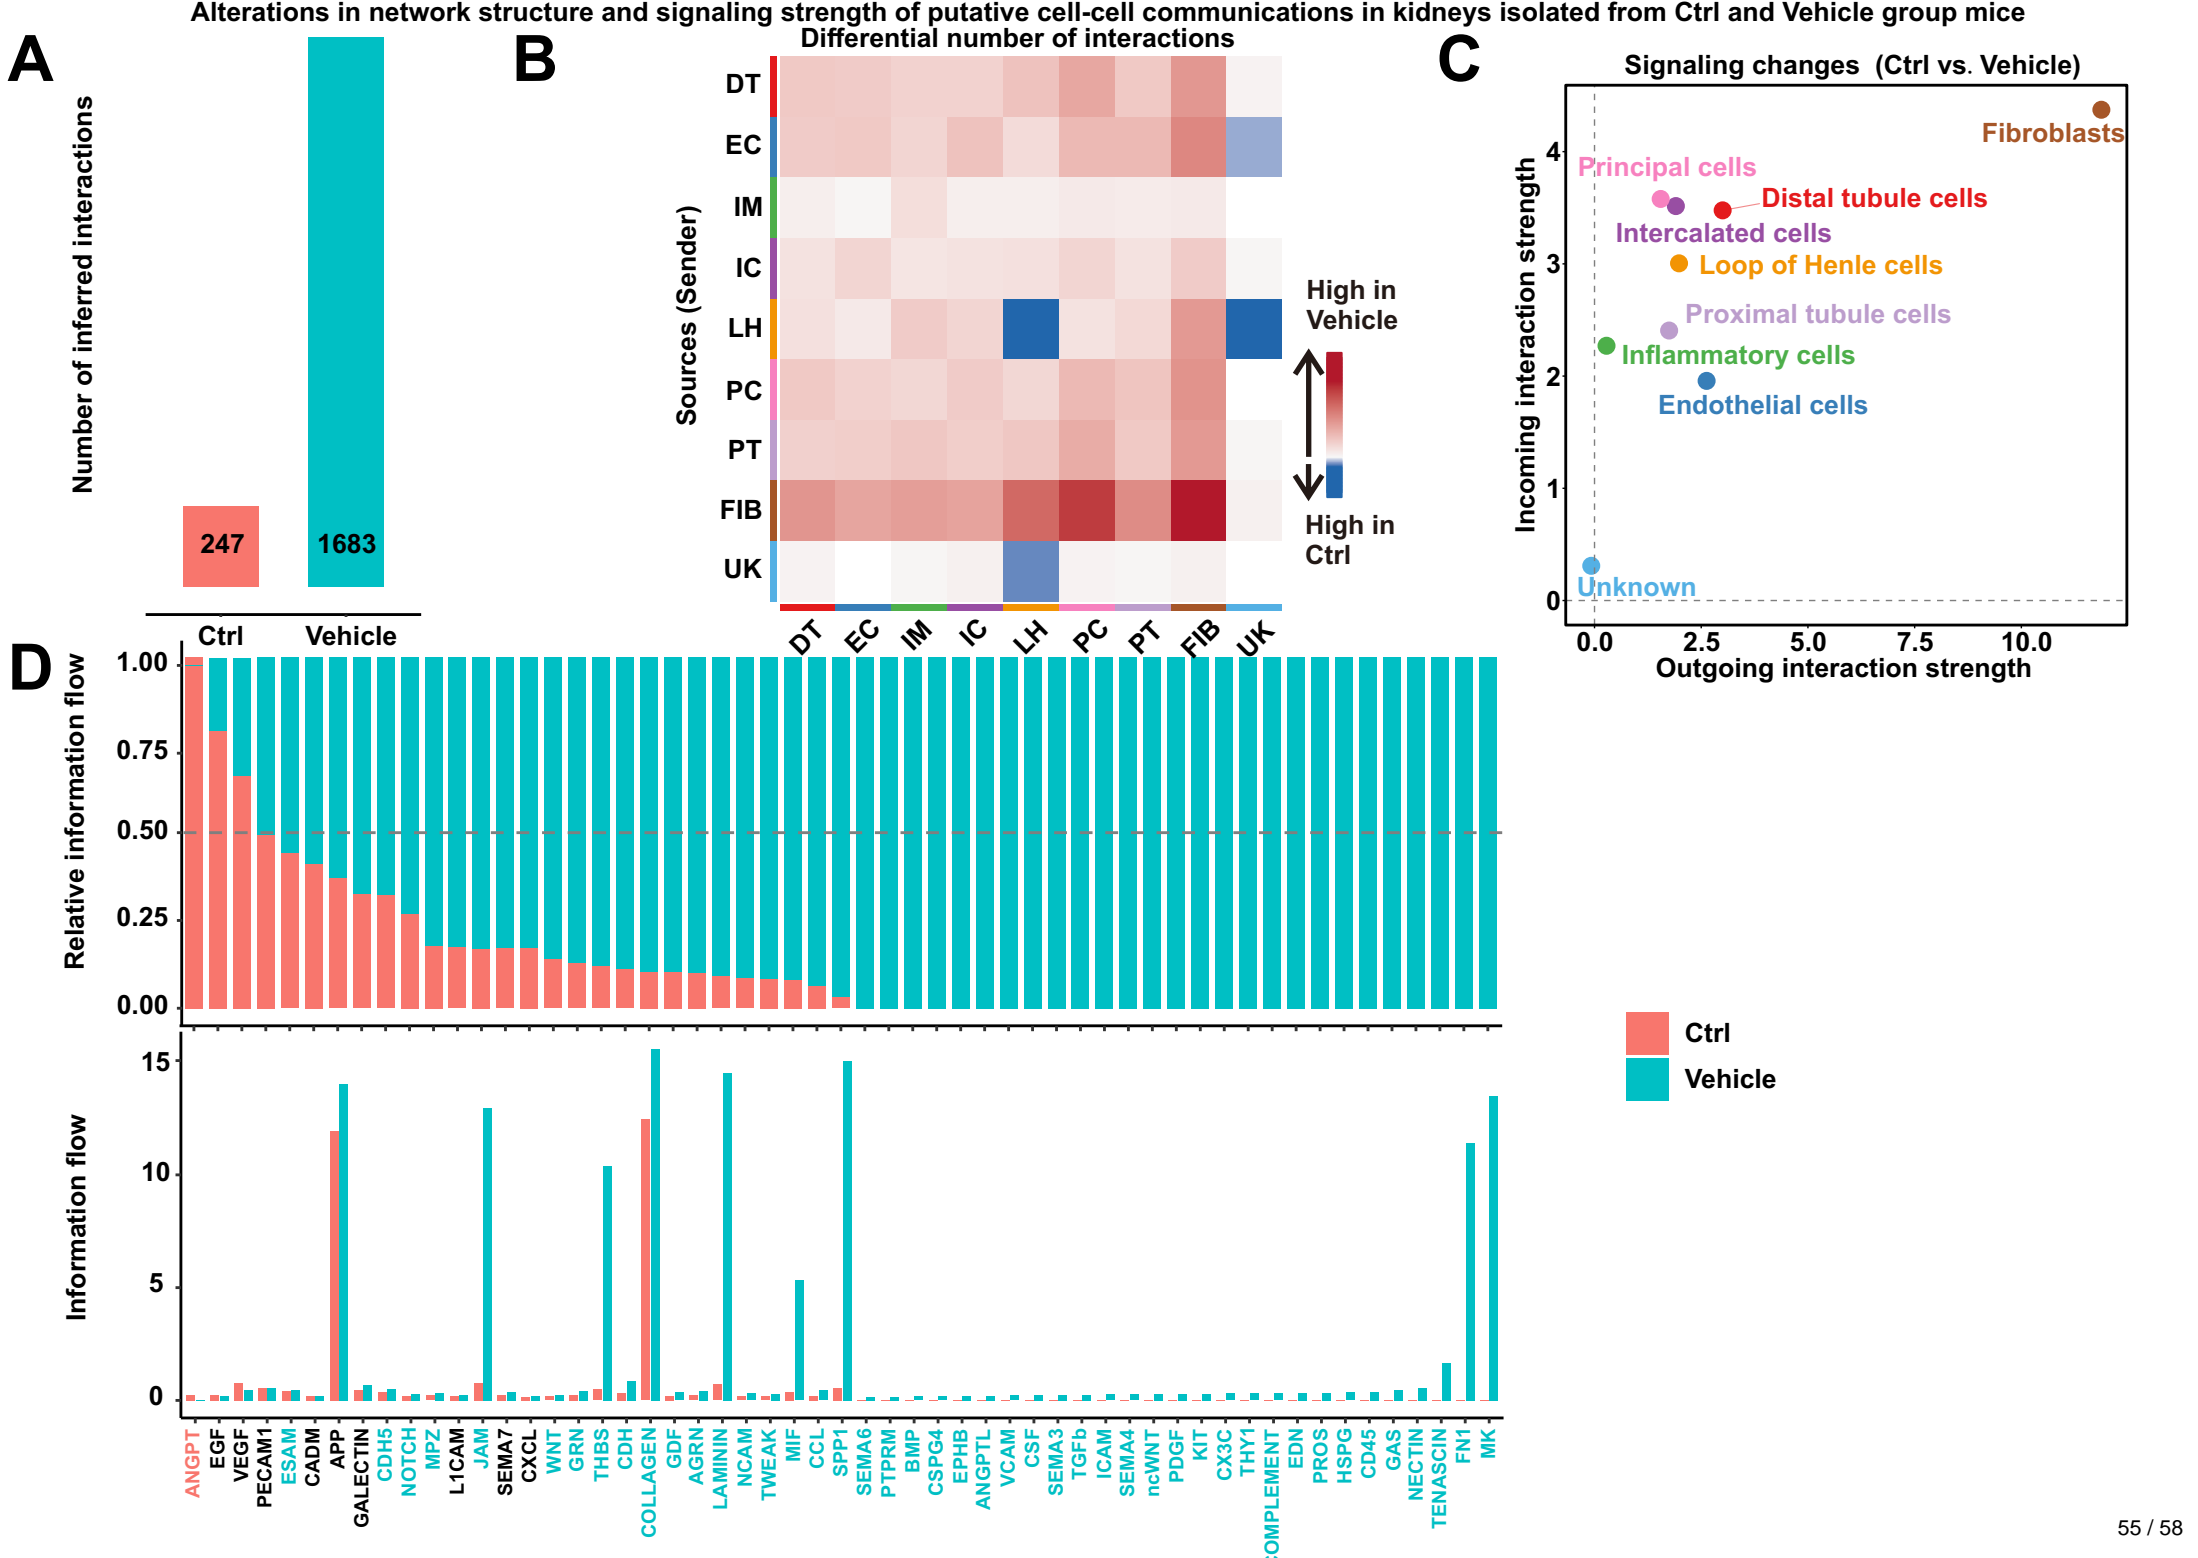 Alterations in network structure and signaling strength of putative cell-cell communications in kidneys isolated from Ctrl and Vehicle group mice
A
Number of inferred interactions
247
1683
Ctrl
Vehicle
B
Differential number of interactions
Sources (Sender)
DT
EC
IM
IC
LH
PC
PT
FIB
UK
DT
EC
IM
IC
LH
PC
PT
FIB
UK
High in
Vehicle
High in
Ctrl
C
Signaling changes (Ctrl vs. Vehicle)
Incoming interaction strength
4
3
2
1
0
Fibroblasts
Principal cells
Distal tubule cells
Intercalated cells
Loop of Henle cells
Proximal tubule cells
Inflammatory cells
Endothelial cells
Unknown
0.0
2.5
5.0
7.5
10.0
Outgoing interaction strength
D
Relative information flow
1.00
0.75
0.50
0.25
0.00
Information flow
15
10
5
0
ANGPT
EGF
VEGF
PECAM1
ESAM
CADM
APP
GALECTIN
CDH5
NOTCH
MPZ
L1CAM
JAM
SEMA7
CXCL
WNT
GRN
THBS
CDH
COLLAGEN
GDF
AGRN
LAMININ
NCAM
TWEAK
MIF
CCL
SPP1
SEMA6
PTPRM
BMP
CSPG4
EPHB
ANGPTL
VCAM
CSF
SEMA3
TGFb
ICAM
SEMA4
ncWNT
PDGF
KIT
CX3C
THY1
COMPLEMENT
EDN
PROS
HSPG
CD45
GAS
NECTIN
TENASCIN
FN1
MK
Ctrl
Vehicle
55 / 58